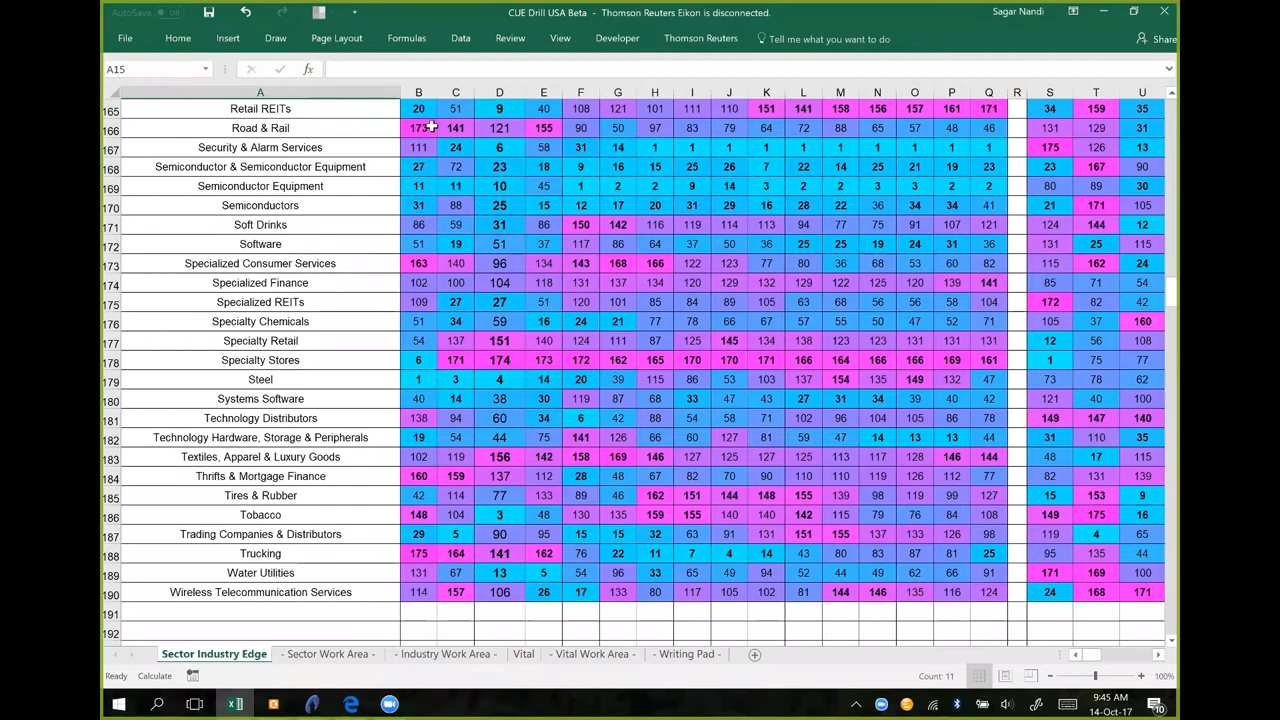 AutoSave Off CUE Drill USA Beta - Thomson Reuters Eikon is disconnected. Sagar Nandi
File Home Insert Draw Page Layout Formulas Data Review View Developer Thomson Reuters Tell me what you want to do Share
A15 fx
A B C D E F G H I J K L M N O P Q R S T U
165 Retail REITs 20 51 9 40 108 121 101 111 110 151 141 158 156 157 161 171 34 159 35
166 Road & Rail 173 141 121 155 90 50 97 83 79 64 72 88 65 57 48 46 131 129 31
167 Security & Alarm Services 111 24 6 58 31 14 1 1 1 1 1 1 1 1 1 1 175 126 13
168 Semiconductor & Semiconductor Equipment 27 72 23 18 9 16 15 25 26 7 22 14 25 21 19 23 23 167 90
169 Semiconductor Equipment 11 11 10 45 1 2 2 9 14 3 2 2 3 3 2 2 80 89 30
170 Semiconductors 31 88 25 15 12 17 20 31 29 16 28 22 36 34 34 41 21 171 105
171 Soft Drinks 86 59 31 86 150 142 116 119 114 113 94 77 75 91 107 121 124 144 12
172 Software 51 19 51 37 117 86 64 37 50 36 25 25 19 24 31 36 131 25 115
173 Specialized Consumer Services 163 140 96 134 143 168 166 122 123 77 80 36 68 53 60 82 115 162 24
174 Specialized Finance 102 100 104 118 131 137 134 120 129 132 129 122 125 120 139 141 85 71 54
175 Specialized REITs 109 27 27 51 120 101 85 84 89 105 63 68 56 56 58 104 172 82 42
176 Specialty Chemicals 51 34 59 16 24 21 77 78 66 67 57 55 50 47 52 71 105 37 160
177 Specialty Retail 54 137 151 140 124 111 87 125 145 134 138 123 123 131 131 131 12 56 108
178 Specialty Stores 6 171 174 173 172 162 165 170 170 171 166 164 166 166 169 161 1 75 77
179 Steel 1 3 4 14 20 39 115 86 53 103 137 154 135 149 132 47 73 78 62
180 Systems Software 40 14 38 30 119 87 68 33 47 43 27 31 34 39 40 42 121 40 100
181 Technology Distributors 138 94 60 34 6 42 88 54 58 71 102 96 104 105 86 78 149 147 140
182 Technology Hardware, Storage & Peripherals 19 54 44 75 141 126 66 60 127 81 59 47 14 13 13 44 31 110 35
183 Textiles, Apparel & Luxury Goods 102 119 156 142 158 169 146 127 125 127 125 113 117 128 156 144 48 17 115
184 Thrifts & Mortgage Finance 160 159 137 112 28 48 67 82 70 90 110 110 119 126 112 77 82 131 139
185 Tires & Rubber 42 114 77 133 89 46 162 151 144 148 155 139 98 119 99 127 15 153 9
186 Tobacco 148 104 3 48 130 135 159 155 140 140 142 115 79 76 84 108 149 175 16
187 Trading Companies & Distributors 29 5 90 95 15 15 32 63 91 131 151 155 137 133 126 98 119 4 65
188 Trucking 175 164 141 162 76 22 11 7 4 14 43 80 83 87 81 25 95 135 44
189 Water Utilities 131 67 13 5 54 96 33 65 49 94 52 44 49 62 66 91 171 169 100
190 Wireless Telecommunication Services 114 157 106 26 17 133 80 117 105 102 81 144 146 135 116 124 24 168 171
191
192
Sector Industry Edge - Sector Work Area - - Industry Work Area - Vital - Vital Work Area - - Writing Pad -
Ready Calculate Count: 11 100%
9:45 AM
14-Oct-17 10